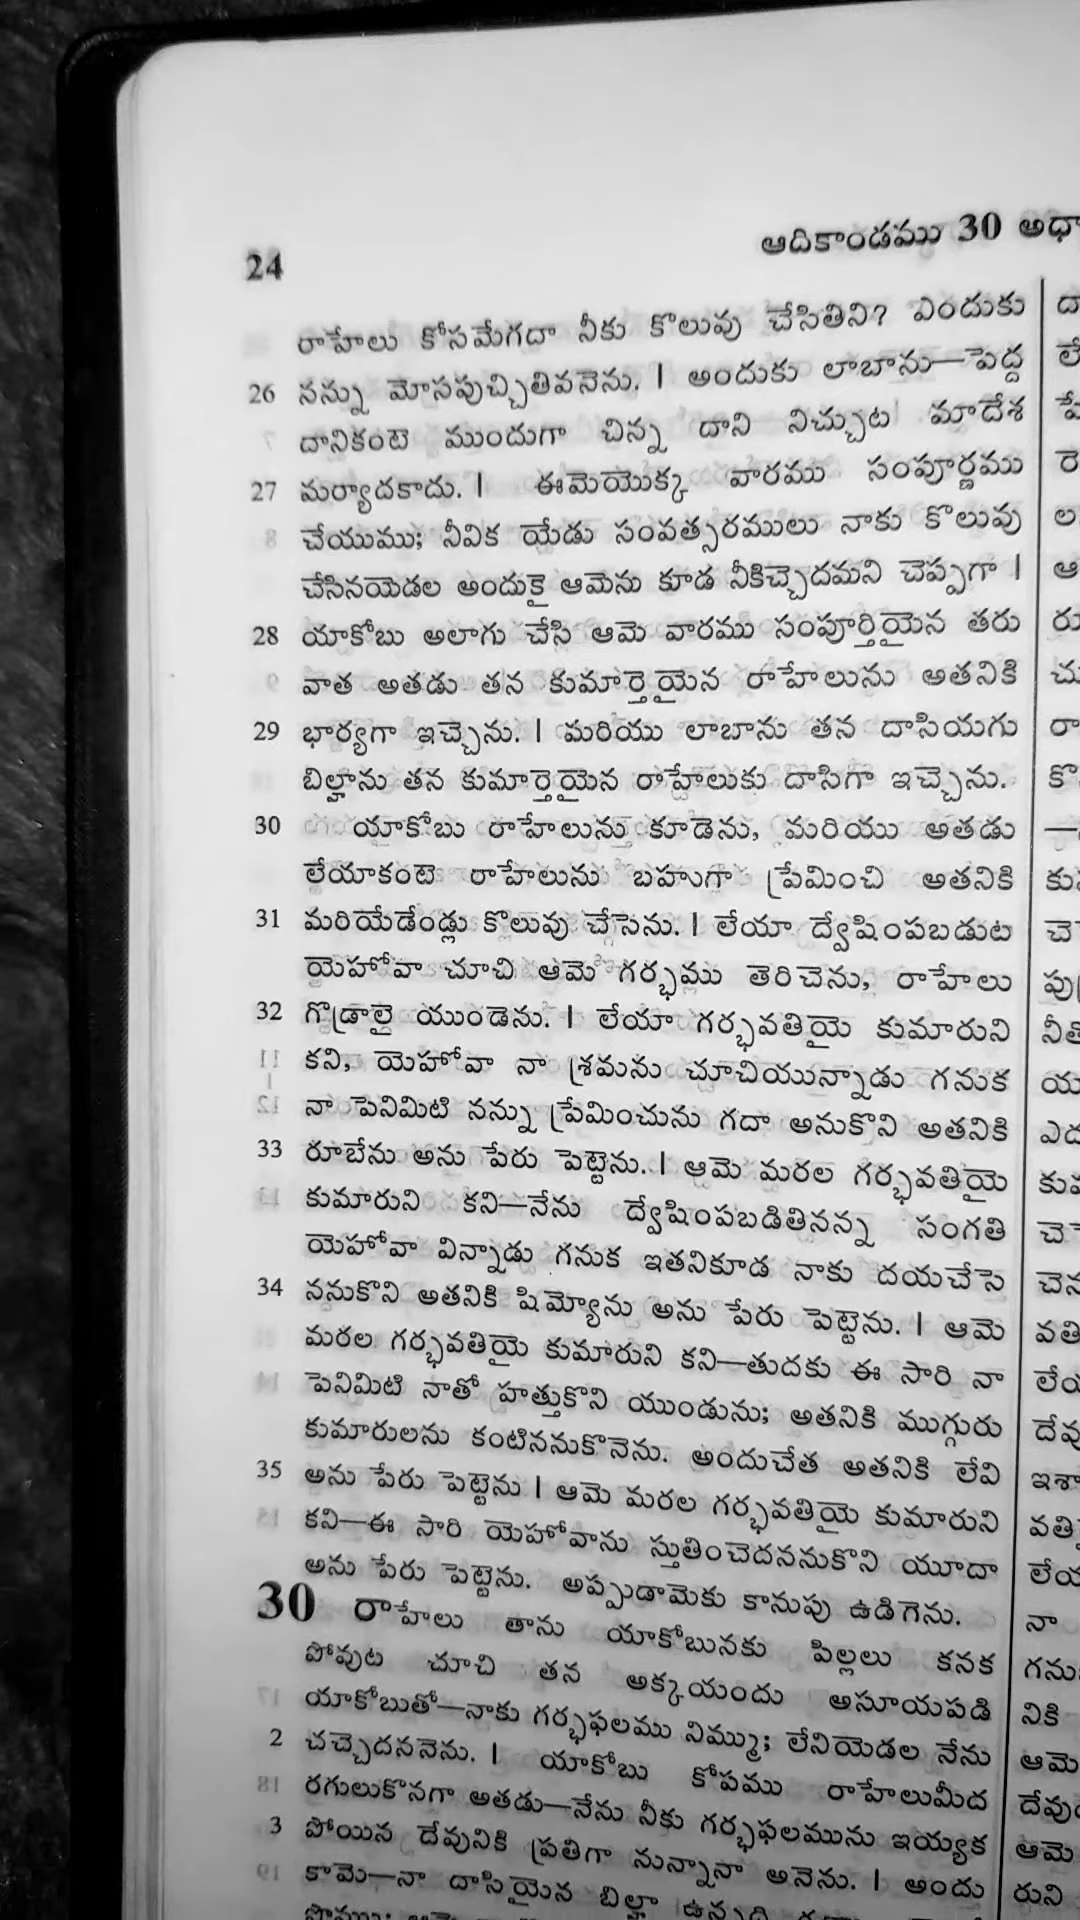 24
ఆదికాండము 30
రాహేలు కోసమేగదా నీకు కొలువు చేసితిని? ఎందుకు
26 నన్ను మోసపుచ్చితివనెను. | అందుకు లాబాను—పెద్ద
దానికంటె ముందుగా చిన్న దాని నిచ్చుట మాదేశ
27 మర్యాదకాదు. | ఈమెయొక్క వారము సంపూర్ణము
చేయుము; నీవిక యేడు సంవత్సరములు నాకు కొలువు
చేసినయెడల అందుకై ఆమెను కూడ నీకిచ్చెదమని చెప్పగా |
28 యాకోబు అలాగు చేసి ఆమె వారము సంపూర్తియైన తరు
వాత అతడు తన కుమార్తెయైన రాహేలును అతనికి
29 భార్యగా ఇచ్చెను. | మరియు లాబాను తన దాసియగు
బిల్హాను తన కుమార్తెయైన రాహేలుకు దాసిగా ఇచ్చెను.
30 యాకోబు రాహేలును కూడెను, మరియు అతడు
లేయాకంటె రాహేలును బహుగా ప్రేమించి అతనికి
31 మరియేడేండ్లు కొలువు చేసెను. | లేయా ద్వేషింపబడుట
యెహోవా చూచి ఆమె గర్భము తెరిచెను, రాహేలు
32 గొడ్రాలై యుండెను. | లేయా గర్భవతియై కుమారుని
కని, యెహోవా నా శ్రమను చూచియున్నాడు గనుక
నా పెనిమిటి నన్ను ప్రేమించును గదా అనుకొని అతనికి
33 రూబేను అను పేరు పెట్టెను. | ఆమె మరల గర్భవతియై
కుమారుని కని—నేను ద్వేషింపబడితినన్న సంగతి
యెహోవా విన్నాడు గనుక ఇతనికూడ నాకు దయచేసె
34 ననుకొని అతనికి షిమ్యోను అను పేరు పెట్టెను. | ఆమె
మరల గర్భవతియై కుమారుని కని—తుదకు ఈ సారి నా
పెనిమిటి నాతో హత్తుకొని యుండును; అతనికి ముగ్గురు
కుమారులను కంటిననుకొనెను. అందుచేత అతనికి లేవి
35 అను పేరు పెట్టెను | ఆమె మరల గర్భవతియై కుమారుని
కని—ఈ సారి యెహోవాను స్తుతించెదననుకొని యూదా
అను పేరు పెట్టెను. అప్పుడామెకు కానుపు ఉడిగెను.
30 రాహేలు తాను యాకోబునకు పిల్లలు కనక
పోవుట చూచి తన అక్కయందు అసూయపడి
యాకోబుతో—నాకు గర్భఫలము నిమ్ము; లేనియెడల నేను
2 చచ్చెదననెను. | యాకోబు కోపము రాహేలుమీద
రగులుకొనగా అతడు—నేను నీకు గర్భఫలమును ఇయ్యక
3 పోయిన దేవునికి ప్రతిగా నున్నానా అనెను. | అందు
కామె—నా దాసియైన బిల్హా ఉన్నది